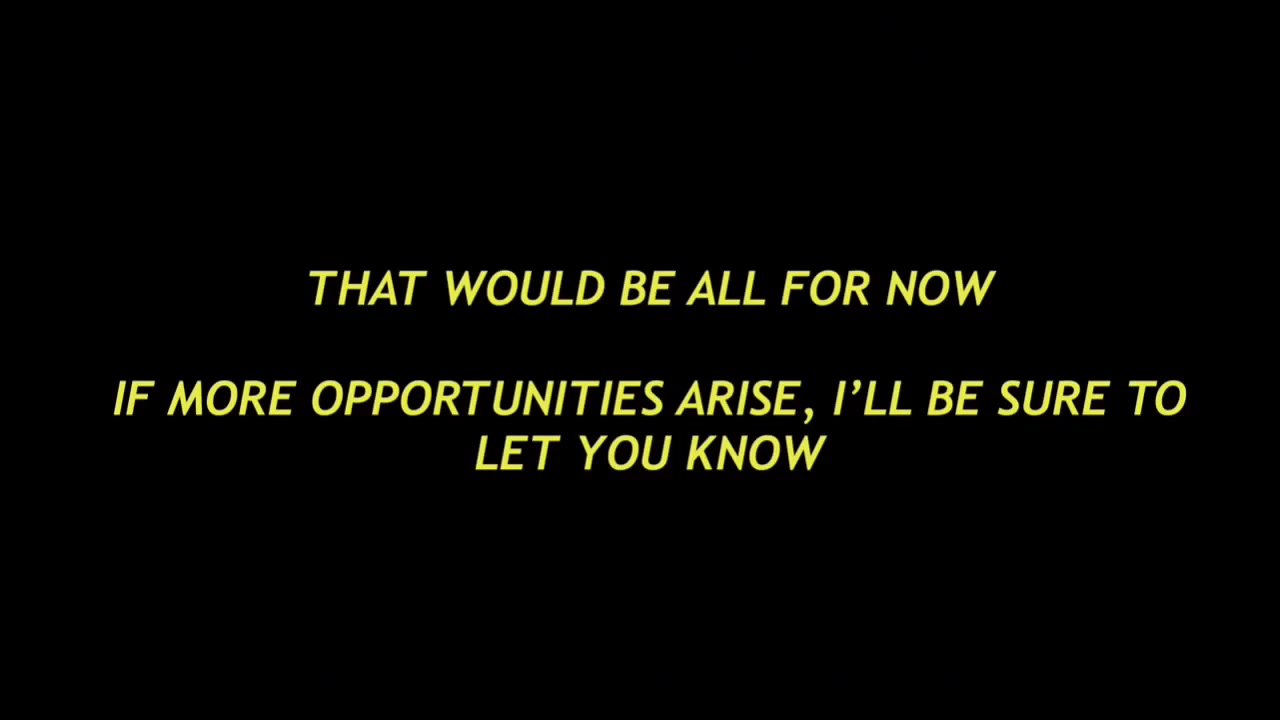 THAT WOULD BE ALL FOR NOW
IF MORE OPPORTUNITIES ARISE, I’LL BE SURE TO
LET YOU KNOW